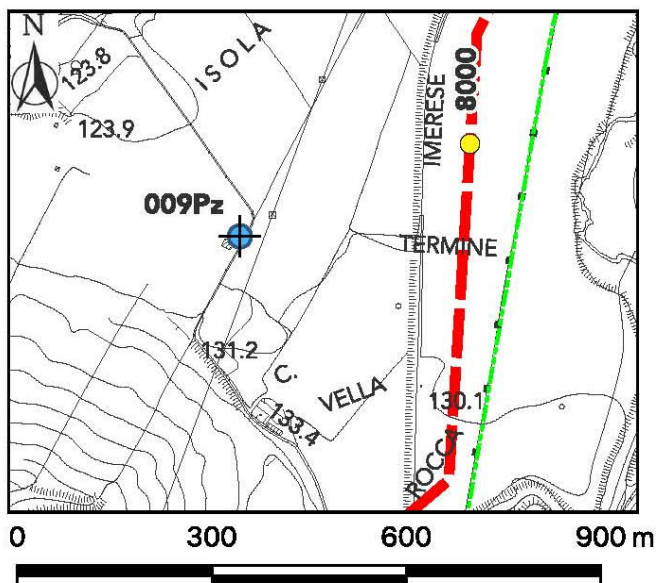 N
ISOLA
123.8
123.9
IMERESE
8000
009Pz
TERMINE
131.2
C.
VELLA
133.4
130.1
ROCCA
0 300 600 900 m